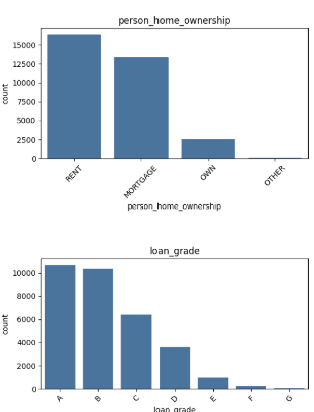 person_home_ownership
15000
12500
10000
7500
5000
2500
0
count
RENT
MORTGAGE
OWN
OTHER
person_home_ownership
loan_grade
10000
8000
6000
4000
2000
0
count
A
B
C
D
E
F
G
loan_grade